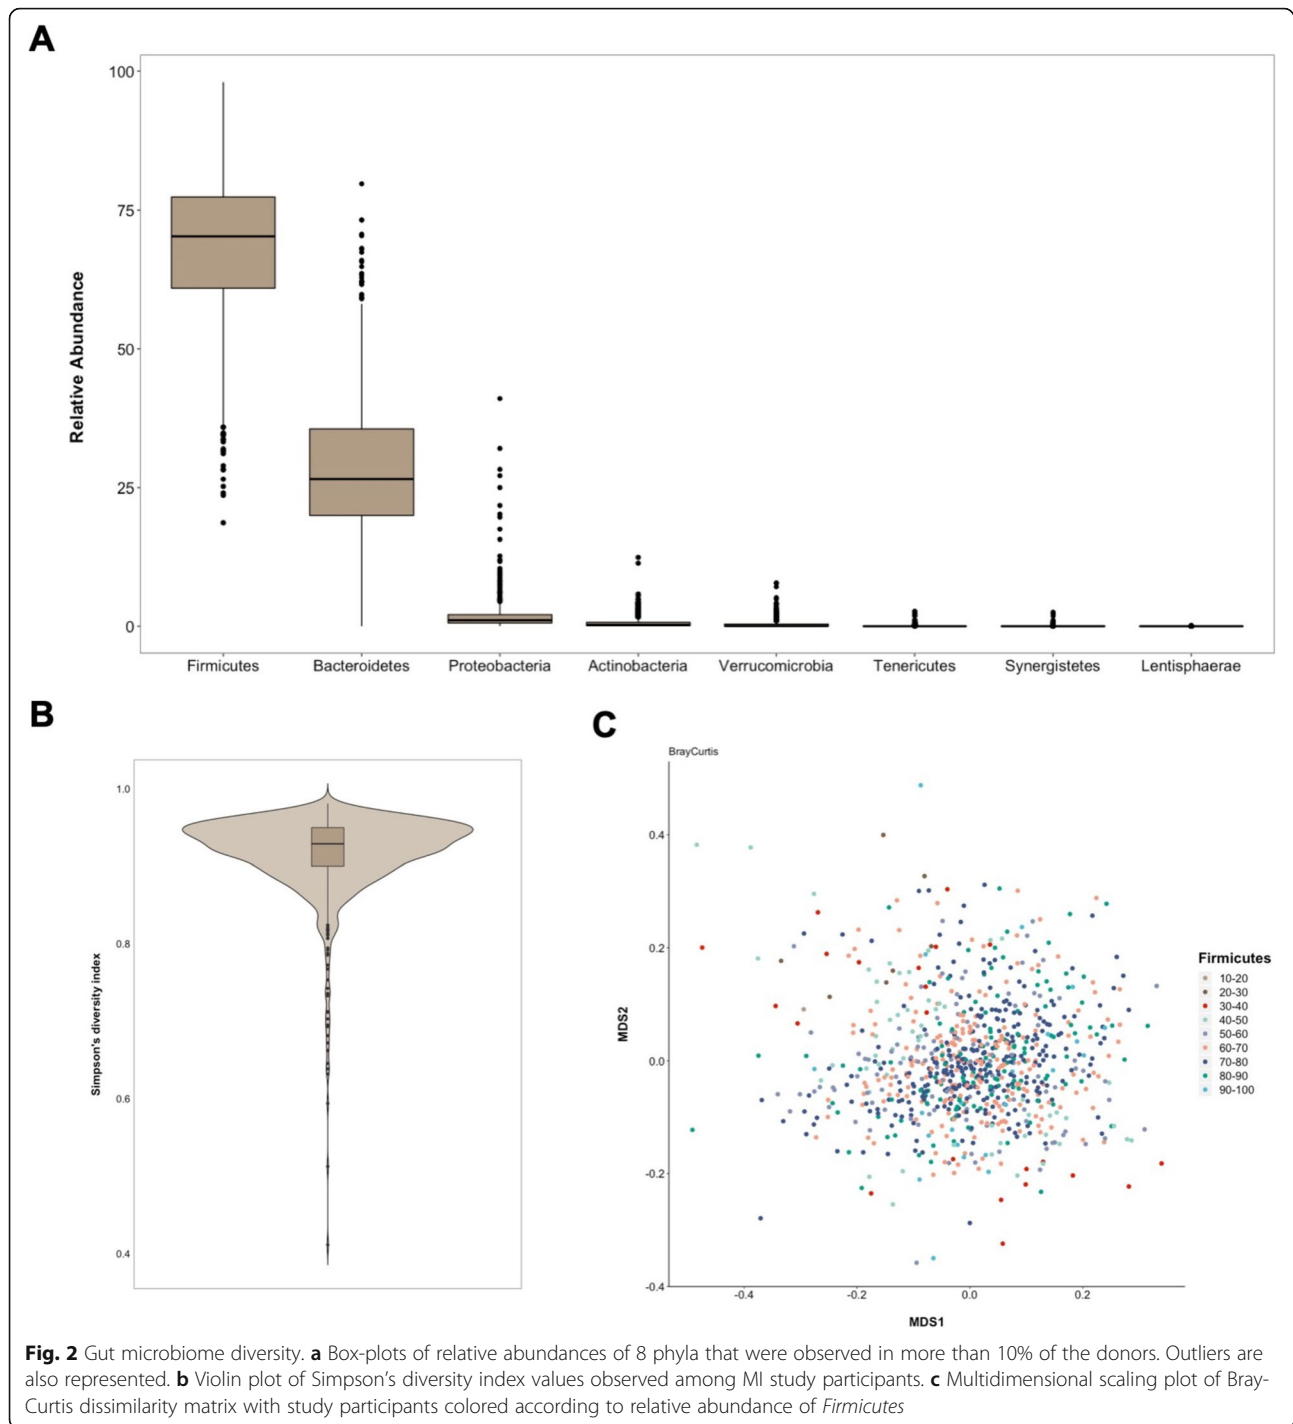 A
100
75
50
25
0
Relative Abundance
Firmicutes Bacteroidetes Proteobacteria Actinobacteria Verrucomicrobia Tenericutes Synergistetes Lentisphaerae
B
1.0
0.8
0.6
0.4
Simpson's diversity index
C
BrayCurtis
0.4
0.2
0.0
-0.2
-0.4
MDS2
-0.4 -0.2 0.0 0.2
MDS1
Firmicutes
10-20
20-30
30-40
40-50
50-60
60-70
70-80
80-90
90-100
Fig. 2 Gut microbiome diversity. a Box-plots of relative abundances of 8 phyla that were observed in more than 10% of the donors. Outliers are
also represented. b Violin plot of Simpson's diversity index values observed among MI study participants. c Multidimensional scaling plot of Bray-
Curtis dissimilarity matrix with study participants colored according to relative abundance of Firmicutes